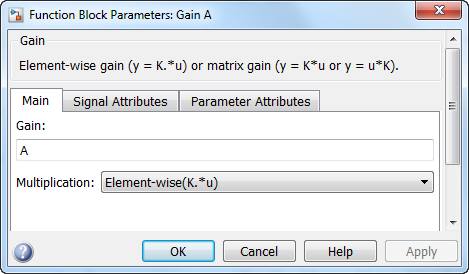 Function Block Parameters: Gain A
Gain
Element-wise gain (y = K.*u) or matrix gain (y = K*u or y = u*K).
Main Signal Attributes Parameter Attributes
Gain:
A
Multiplication: Element-wise(K.*u)
OK Cancel Help Apply